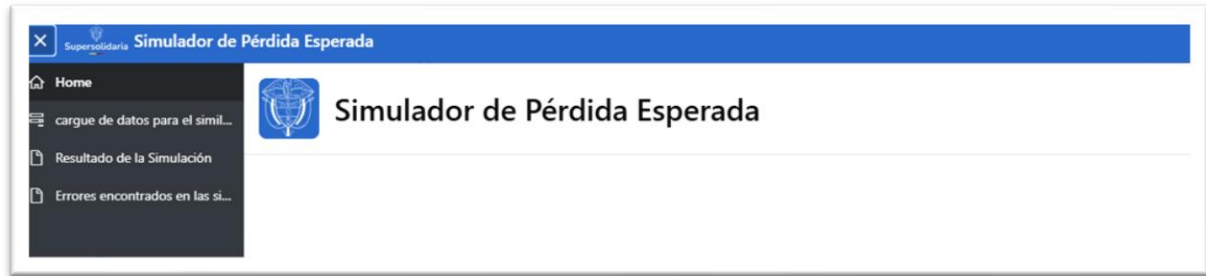 Supersolidaria Simulador de Pérdida Esperada
Home
cargue de datos para el simil...
Resultado de la Simulación
Errores encontrados en las si...
Simulador de Pérdida Esperada